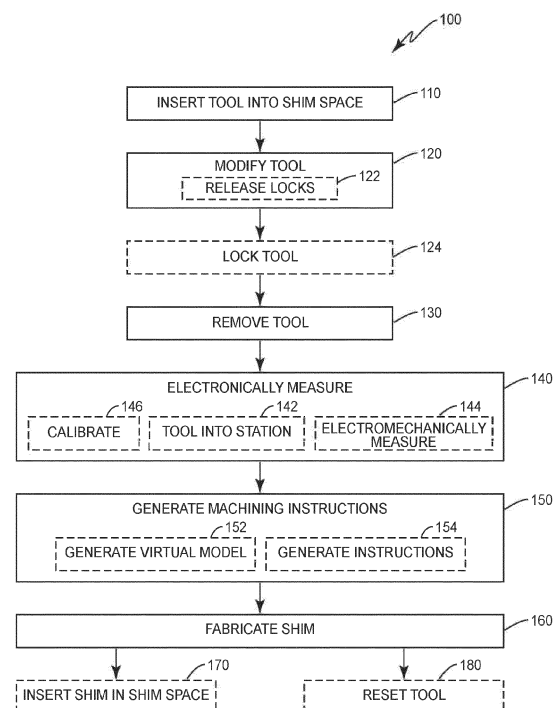 100
INSERT TOOL INTO SHIM SPACE
110
MODIFY TOOL
120
RELEASE LOCKS
122
LOCK TOOL
124
REMOVE TOOL
130
ELECTRONICALLY MEASURE
140
CALIBRATE
146
TOOL INTO STATION
142
ELECTROMECHANICALLY
MEASURE
144
GENERATE MACHINING INSTRUCTIONS
150
GENERATE VIRTUAL MODEL
152
GENERATE INSTRUCTIONS
154
FABRICATE SHIM
160
INSERT SHIM IN SHIM SPACE
170
RESET TOOL
180